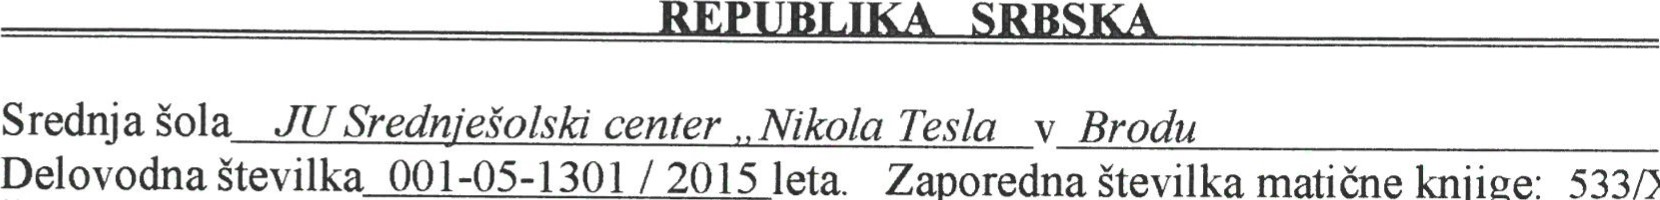 REPUBLIKA SRBSKA
Srednja šola JU Srednješolski center „Nikola Tesla v Brodu
Delovodna številka 001-05-1301 / 2015 leta. Zaporedna številka matične knjige: 533/X